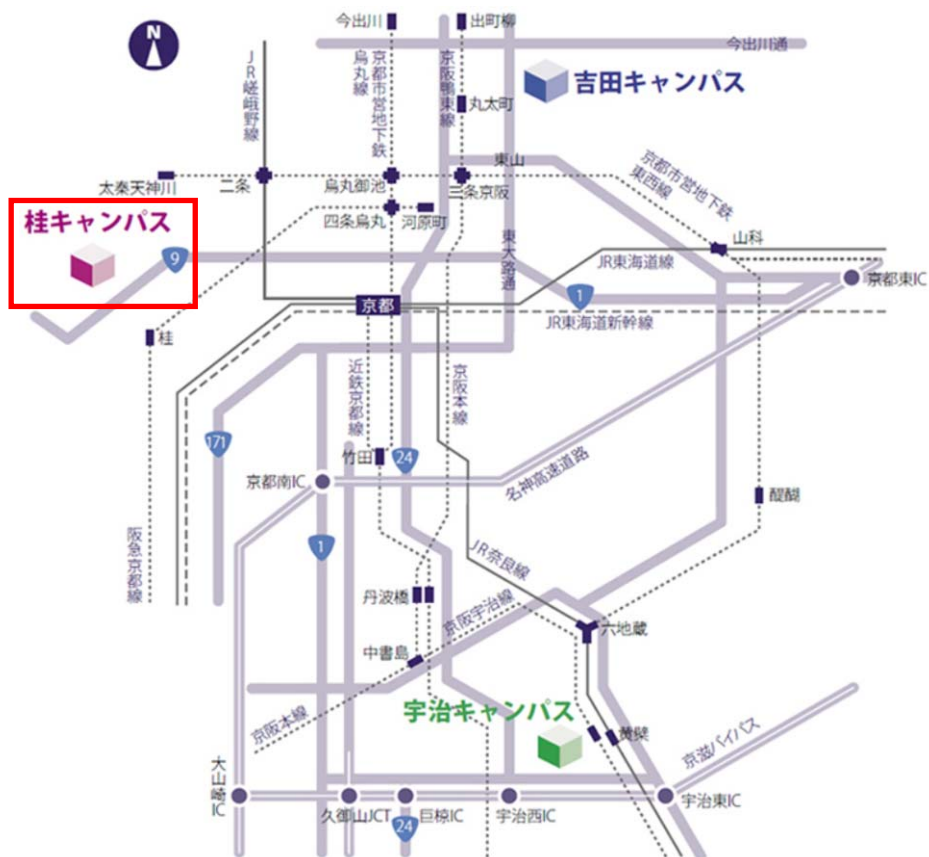 N
今出川
出町柳
今出川通
JR嵯峨野線
京都市営地下鉄
烏丸線
京阪鴨東線
吉田キャンパス
丸太町
東山
京都市営地下鉄
東西線
太秦天神川
二条
烏丸御池
三条京阪
桂キャンパス
四条烏丸
河原町
東大路通
山科
9
JR東海道線
京都東IC
1
京都
JR東海道新幹線
桂
近鉄京都線
京阪本線
171
竹田
24
京都南IC
名神高速道路
醍醐
阪急京都線
1
JR奈良線
丹波橋
京阪宇治線
六地蔵
中書島
宇治キャンパス
京阪本線
黄檗
京滋バイパス
大山崎IC
久御山JCT
巨椋IC
宇治西IC
宇治東IC
24